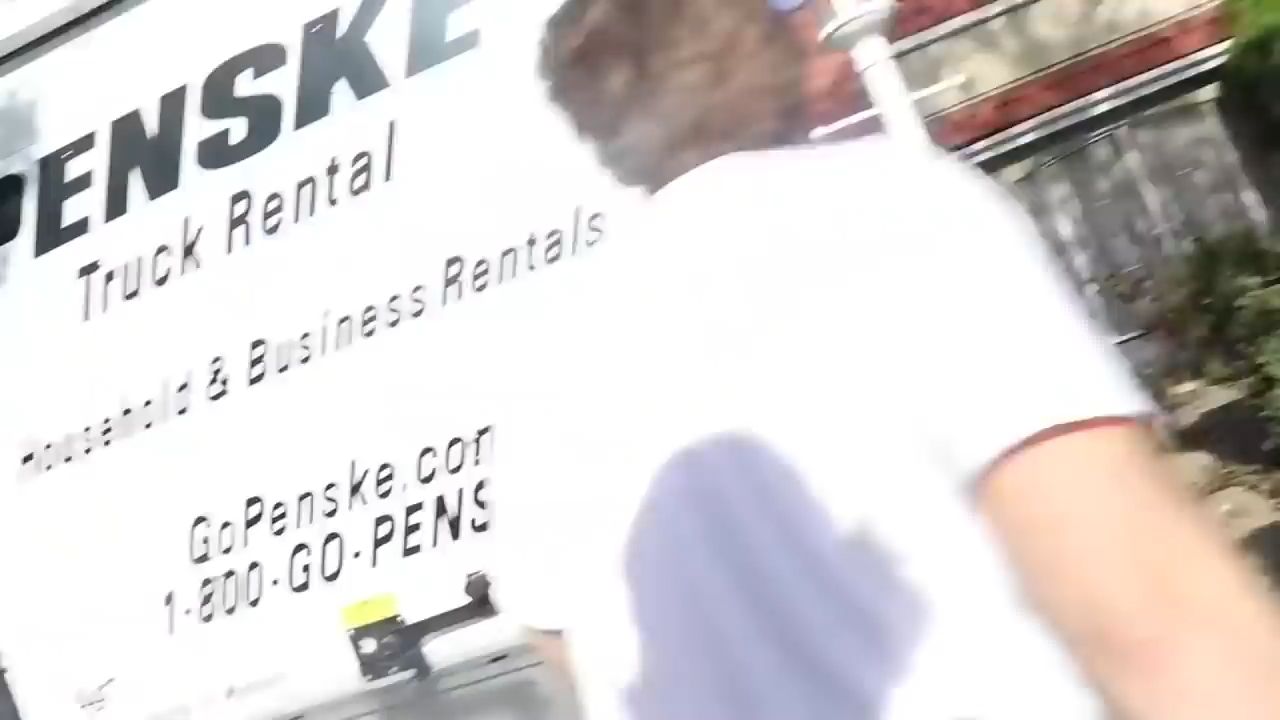 PENSKE
Truck Rental
Household & Business Rentals
GoPenske.com
1-800-GO-PENS